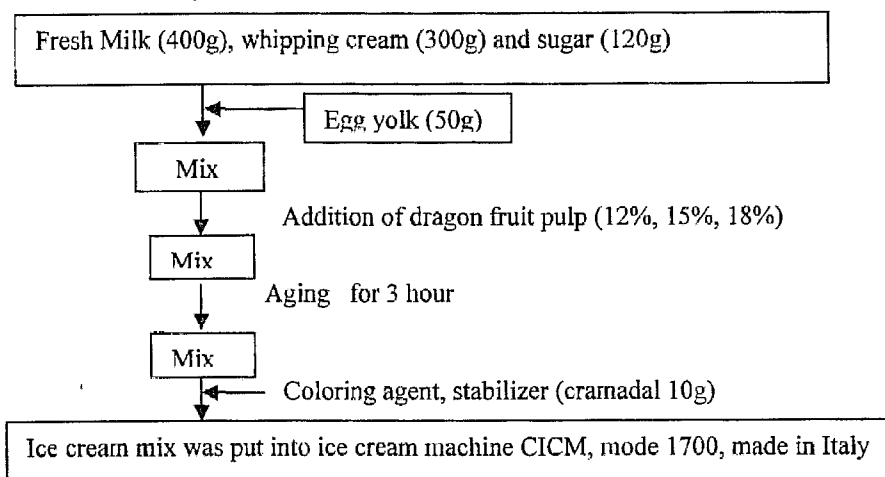 Fresh Milk (400g), whipping cream (300g) and sugar (120g)
Egg yolk (50g)
Mix
Addition of dragon fruit pulp (12%, 15%, 18%)
Mix
Aging for 3 hour
Mix
Coloring agent, stabilizer (cramadal 10g)
Ice cream mix was put into ice cream machine CICM, mode 1700, made in Italy